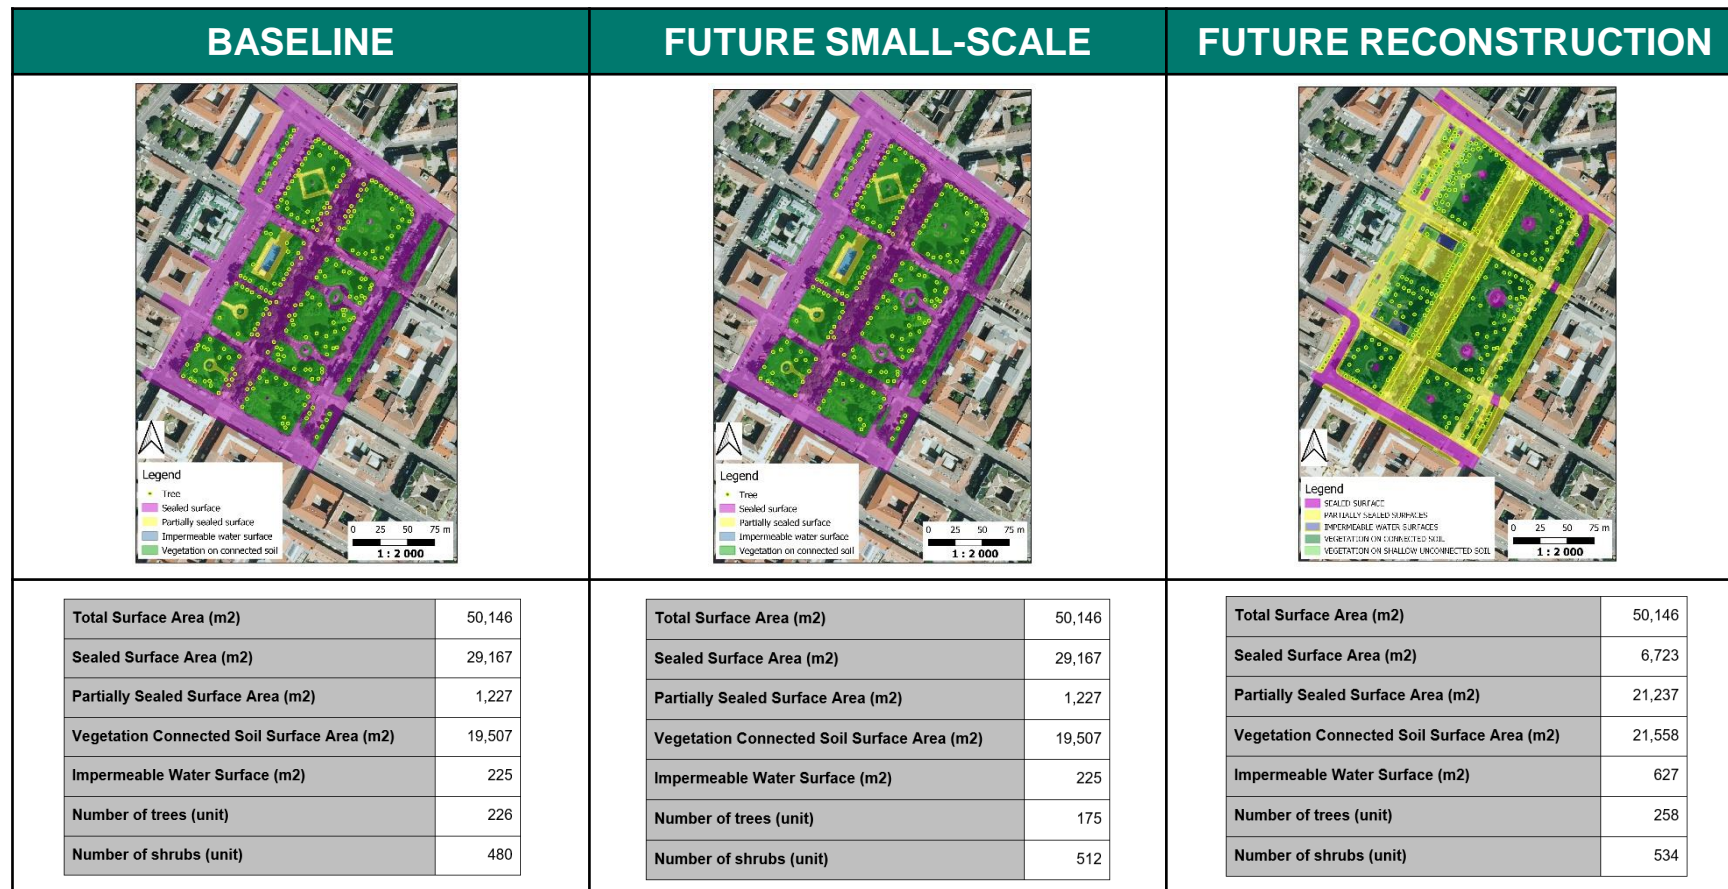 BASELINE
FUTURE SMALL-SCALE
FUTURE RECONSTRUCTION
Legend
Tree
Sealed surface
Partially sealed surface
Impermeable water surface
Vegetation on connected soil
0 25 50 75 m
1 : 2 000
Legend
Tree
Sealed surface
Partially sealed surface
Impermeable water surface
Vegetation on connected soil
0 25 50 75 m
1 : 2 000
Legend
SEALED SURFACE
PARTIALLY SEALED SURFACES
IMPERMEABLE WATER SURFACES
VEGETATION ON CONNECTED SOIL
VEGETATION ON SHALLOW UNCONNECTED SOIL
0 25 50 75 m
1 : 2 000
Total Surface Area (m2) 50,146
Sealed Surface Area (m2) 29,167
Partially Sealed Surface Area (m2) 1,227
Vegetation Connected Soil Surface Area (m2) 19,507
Impermeable Water Surface (m2) 225
Number of trees (unit) 226
Number of shrubs (unit) 480
Total Surface Area (m2) 50,146
Sealed Surface Area (m2) 29,167
Partially Sealed Surface Area (m2) 1,227
Vegetation Connected Soil Surface Area (m2) 19,507
Impermeable Water Surface (m2) 225
Number of trees (unit) 175
Number of shrubs (unit) 512
Total Surface Area (m2) 50,146
Sealed Surface Area (m2) 6,723
Partially Sealed Surface Area (m2) 21,237
Vegetation Connected Soil Surface Area (m2) 21,558
Impermeable Water Surface (m2) 627
Number of trees (unit) 258
Number of shrubs (unit) 534